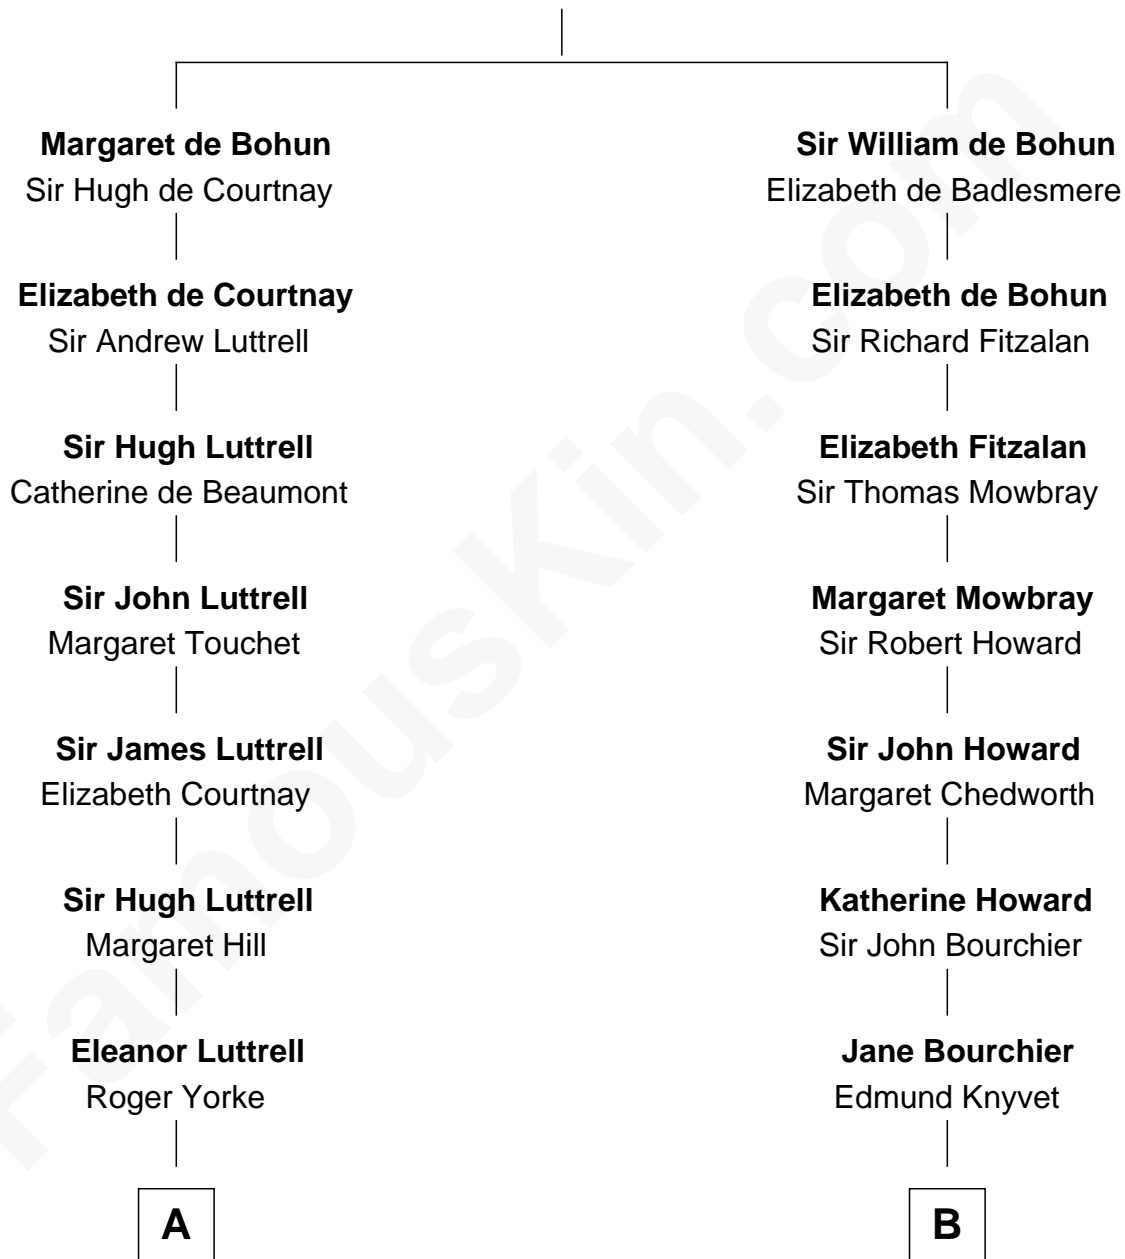 Margaret de Bohun
Sir Hugh de Courtnay
Elizabeth de Courtnay
Sir Andrew Luttrell
Sir Hugh Luttrell
Catherine de Beaumont
Sir John Luttrell
Margaret Touchet
Sir James Luttrell
Elizabeth Courtnay
Sir Hugh Luttrell
Margaret Hill
Eleanor Luttrell
Roger Yorke
A
Sir William de Bohun
Elizabeth de Badlesmere
Elizabeth de Bohun
Sir Richard Fitzalan
Elizabeth Fitzalan
Sir Thomas Mowbray
Margaret Mowbray
Sir Robert Howard
Sir John Howard
Margaret Chedworth
Katherine Howard
Sir John Bourchier
Jane Bourchier
Edmund Knyvet
B
FamousKin.com